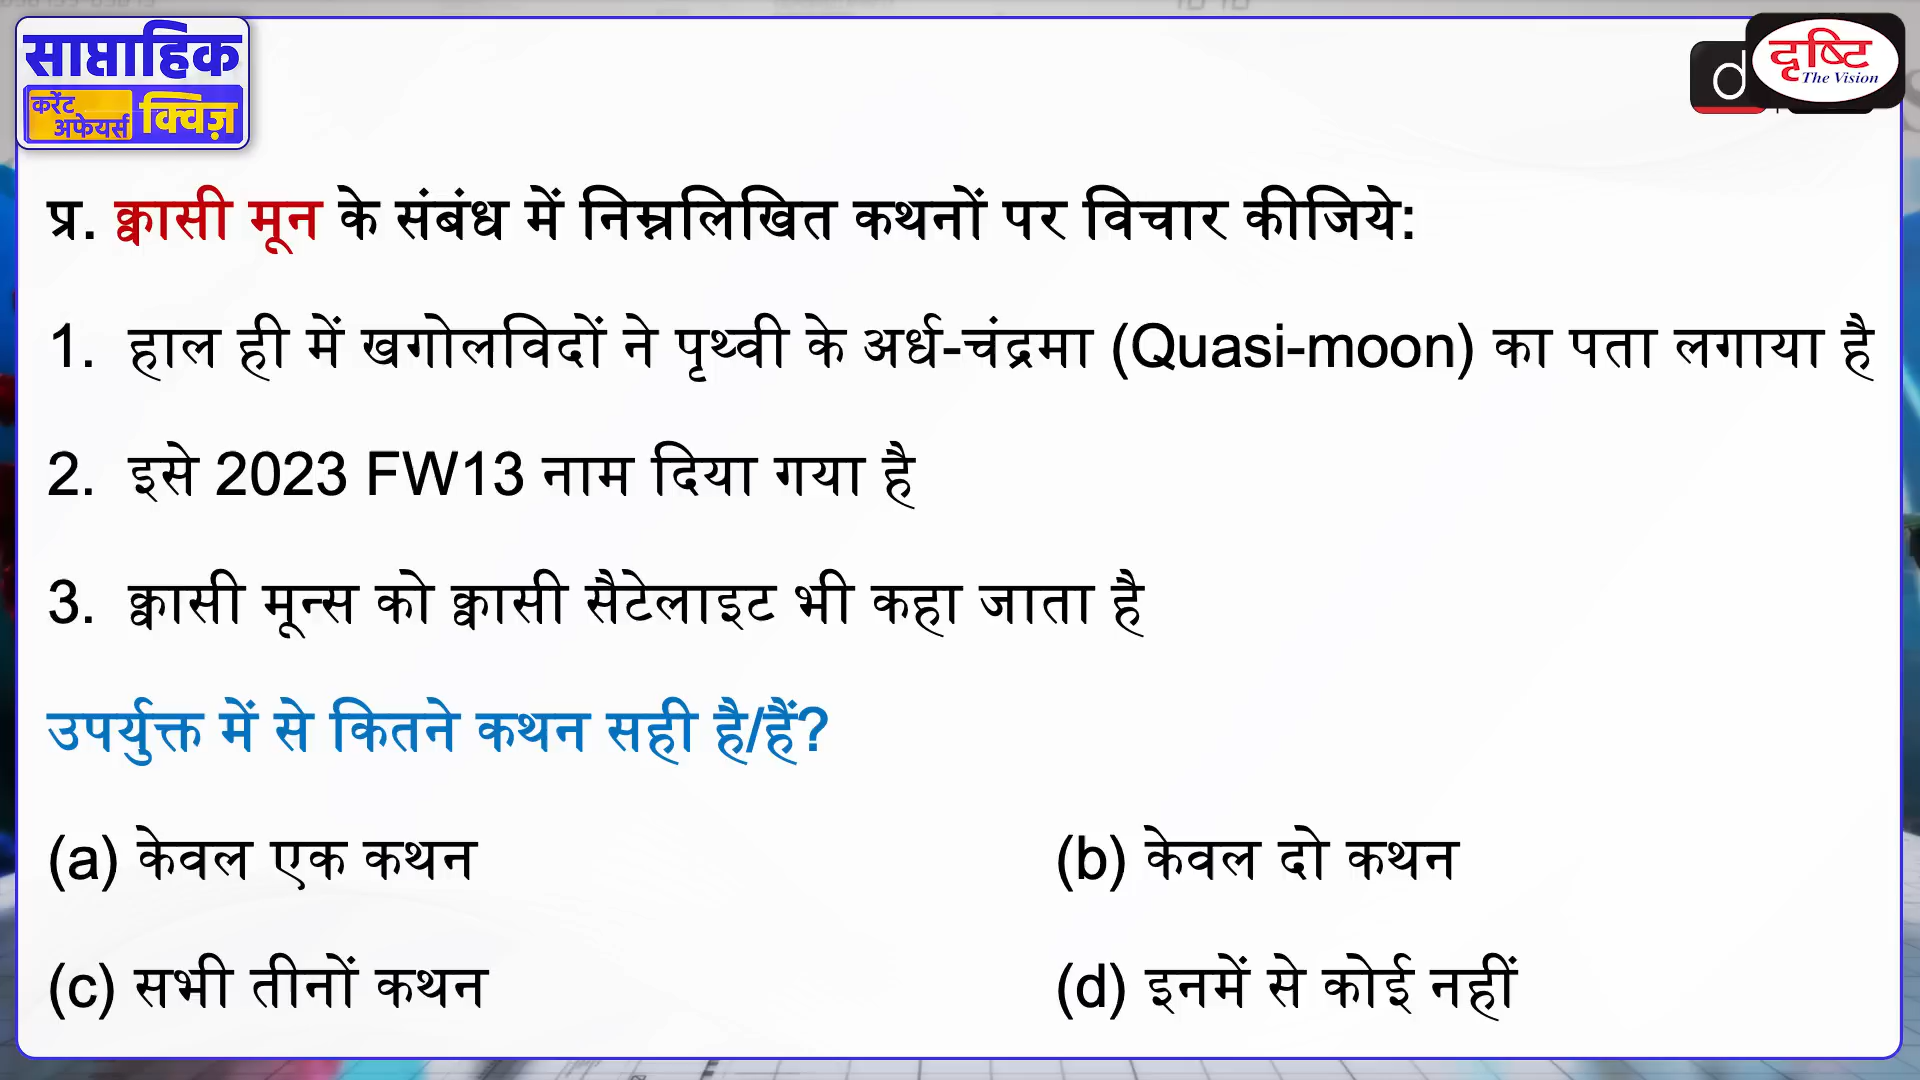 साप्ताहिक
करेंट
अफेयर्स
क्विज़
d
दृष्टि
The Vision
प्र. क्वासी मून के संबंध में निम्नलिखित कथनों पर विचार कीजिये:
1. हाल ही में खगोलविदों ने पृथ्वी के अर्ध-चंद्रमा (Quasi-moon) का पता लगाया है
2. इसे 2023 FW13 नाम दिया गया है
3. क्वासी मून्स को क्वासी सैटेलाइट भी कहा जाता है
उपर्युक्त में से कितने कथन सही है/हैं?
(a) केवल एक कथन
(b) केवल दो कथन
(c) सभी तीनों कथन
(d) इनमें से कोई नहीं